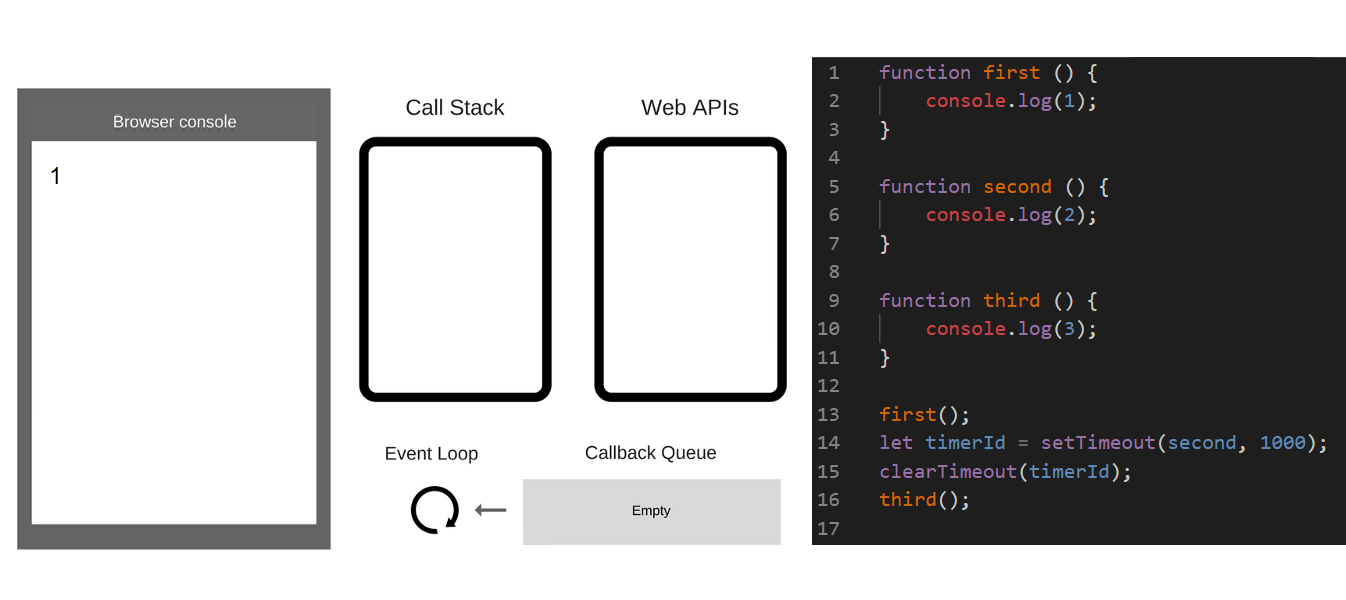 Browser console
1
Call Stack
Web APIs
Event Loop
Callback Queue
Empty
1 function first () {
2     console.log(1);
3 }
4
5 function second () {
6     console.log(2);
7 }
8
9 function third () {
10     console.log(3);
11 }
12
13 first();
14 let timerId = setTimeout(second, 1000);
15 clearTimeout(timerId);
16 third();
17